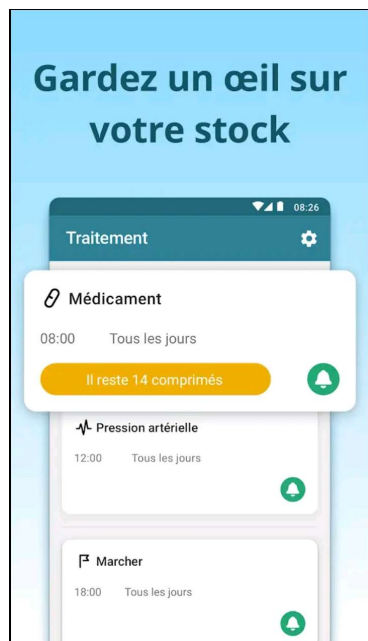 Gardez un œil sur
votre stock
08:26
Traitement
Médicament
08:00 Tous les jours
Il reste 14 comprimés
Pression artérielle
12:00 Tous les jours
Marcher
18:00 Tous les jours